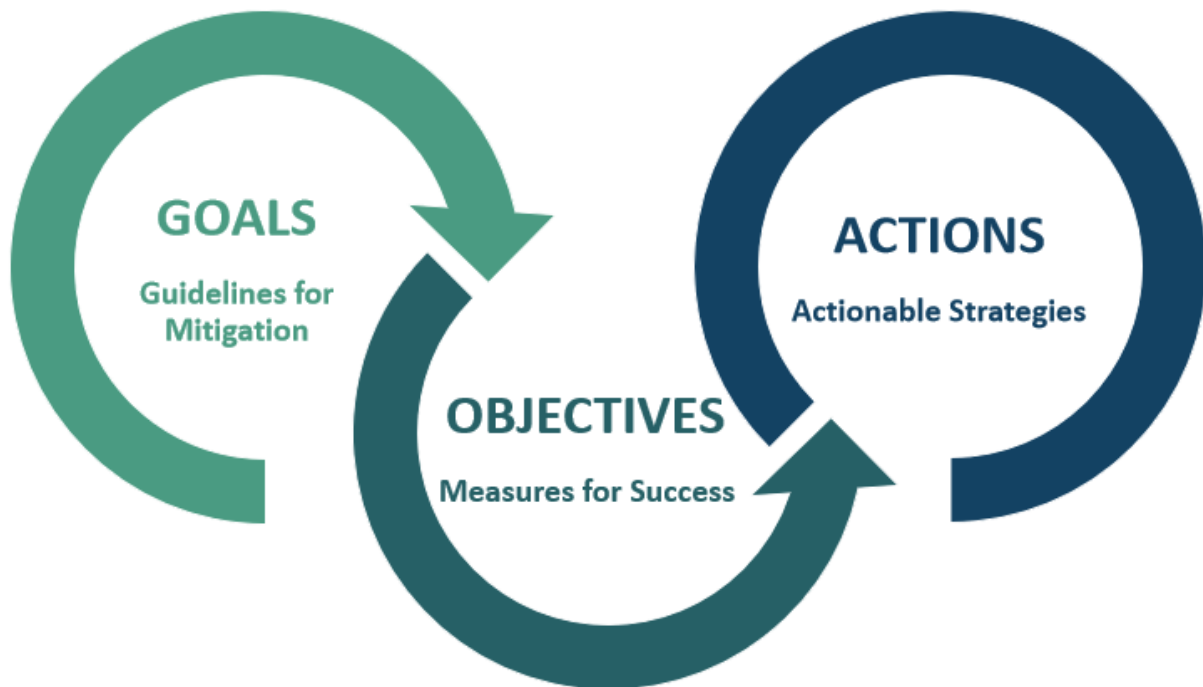 GOALS
Guidelines for
Mitigation
OBJECTIVES
Measures for Success
ACTIONS
Actionable Strategies